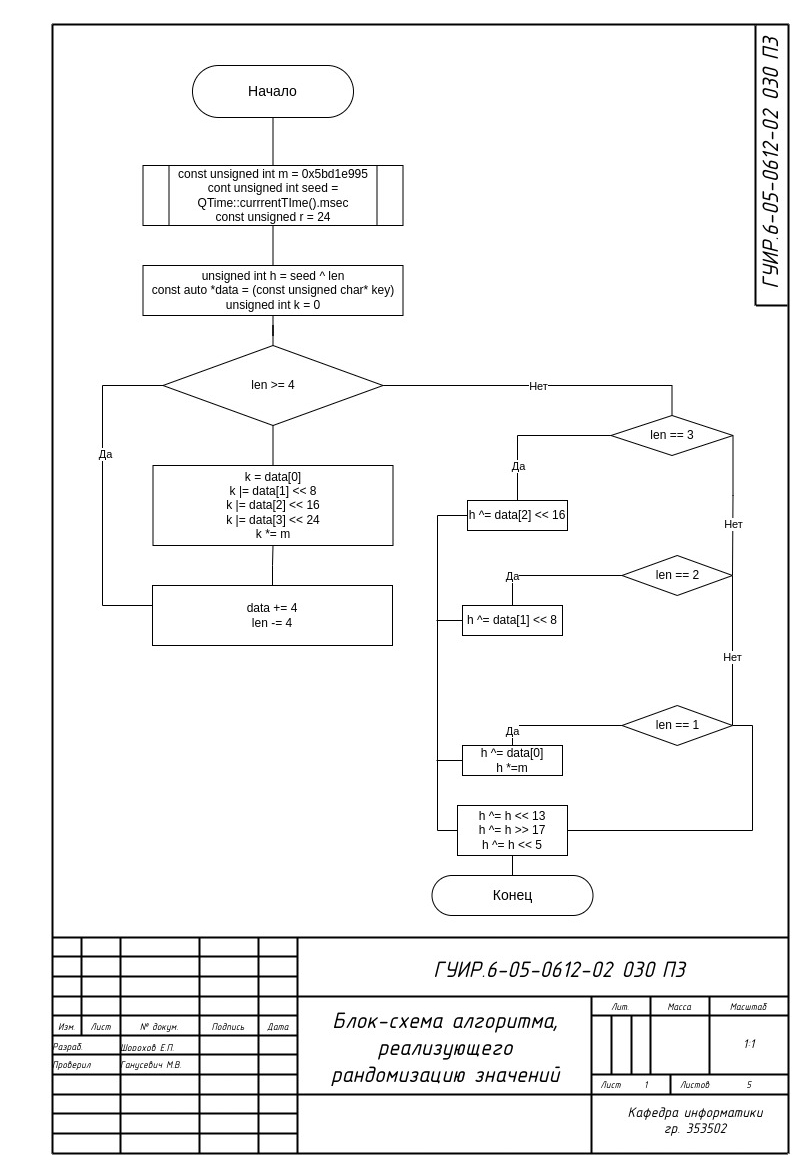 ГУИР.6-05-0612-02 030 ПЗ
Начало
const unsigned int m = 0x5bd1e995
cont unsigned int seed =
QTime::currrentTIme().msec
const unsigned r = 24
unsigned int h = seed ^ len
const auto *data = (const unsigned char* key)
unsigned int k = 0
len >= 4
Да
Нет
k = data[0]
k |= data[1] << 8
k |= data[2] << 16
k |= data[3] << 24
k *= m
data += 4
len -= 4
len == 3
Да
Нет
h ^= data[2] << 16
len == 2
Да
Нет
h ^= data[1] << 8
len == 1
Да
h ^= data[0]
h *=m
h ^= h << 13
h ^= h >> 17
h ^= h << 5
Конец
ГУИР.6-05-0612-02 030 ПЗ
Изм. Лист № докум. Подпись Дата
Разраб. Шорохов Е.П.
Проверил Ганусевич М.В.
Блок-схема алгоритма,
реализующего
рандомизацию значений
Лит. Масса Масштаб
1:1
Лист 1 Листов 5
Кафедра информатики
гр. 353502